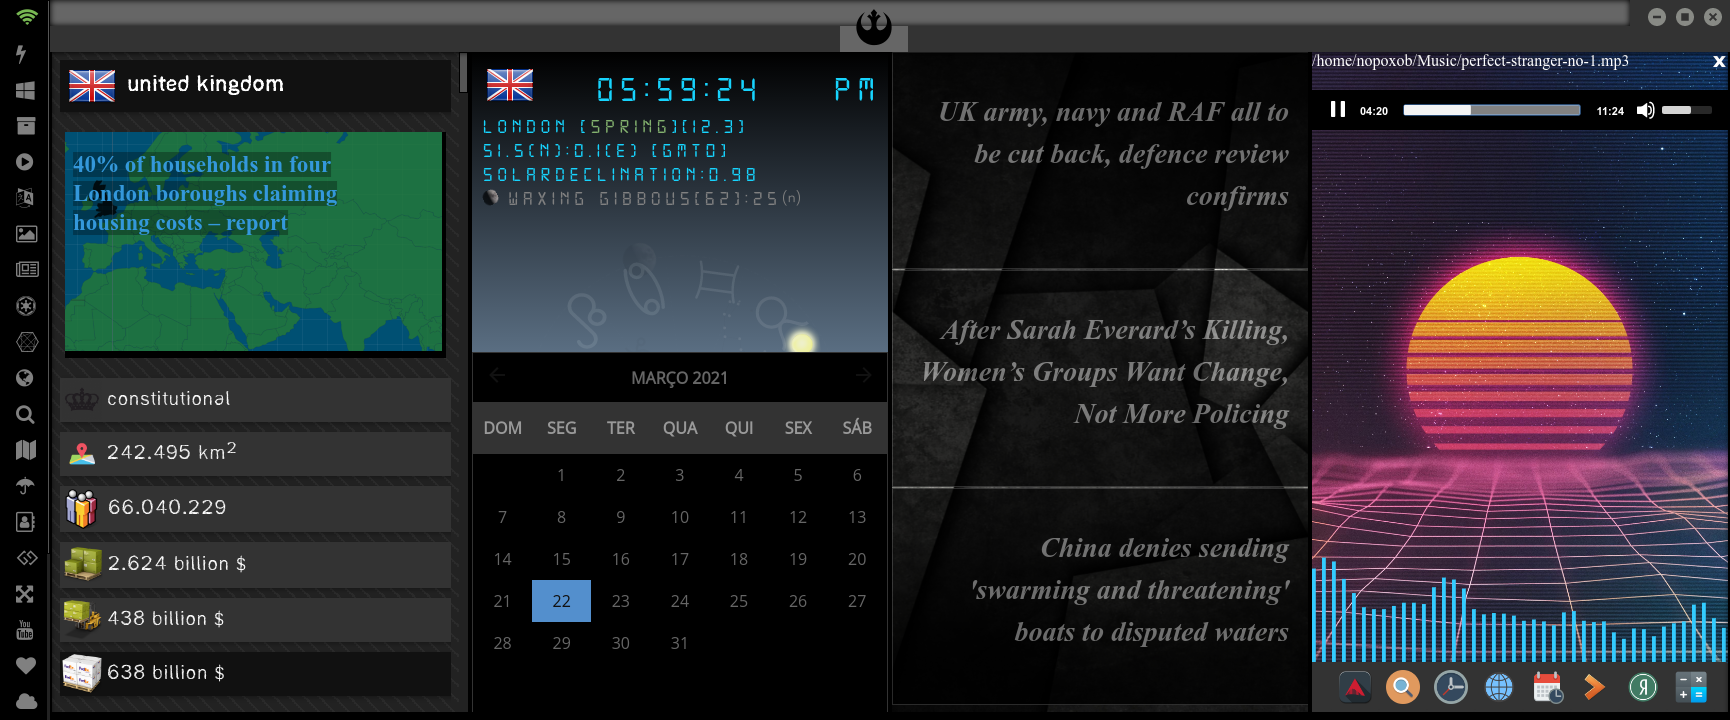 united kingdom
40% of households in four
London boroughs claiming
housing costs – report
constitutional
242.495 km²
66.040.229
2.624 billion $
438 billion $
638 billion $
05:59:24 PM
LONDON [SPRING][12.3]
51.5(N):0.1(E) [GMT0]
SOLARDECLINATION:0.98
WAXING GIBBOUS[62]:25(n)
MARÇO 2021
DOM SEG TER QUA QUI SEX SÁB
1 2 3 4 5 6
7 8 9 10 11 12 13
14 15 16 17 18 19 20
21 22 23 24 25 26 27
28 29 30 31
UK army, navy and RAF all to
be cut back, defence review
confirms
After Sarah Everard’s Killing,
Women’s Groups Want Change,
Not More Policing
China denies sending
'swarming and threatening'
boats to disputed waters
/home/nopoxob/Music/perfect-stranger-no-1.mp3 x
04:20 11:24
You
Tube
Я